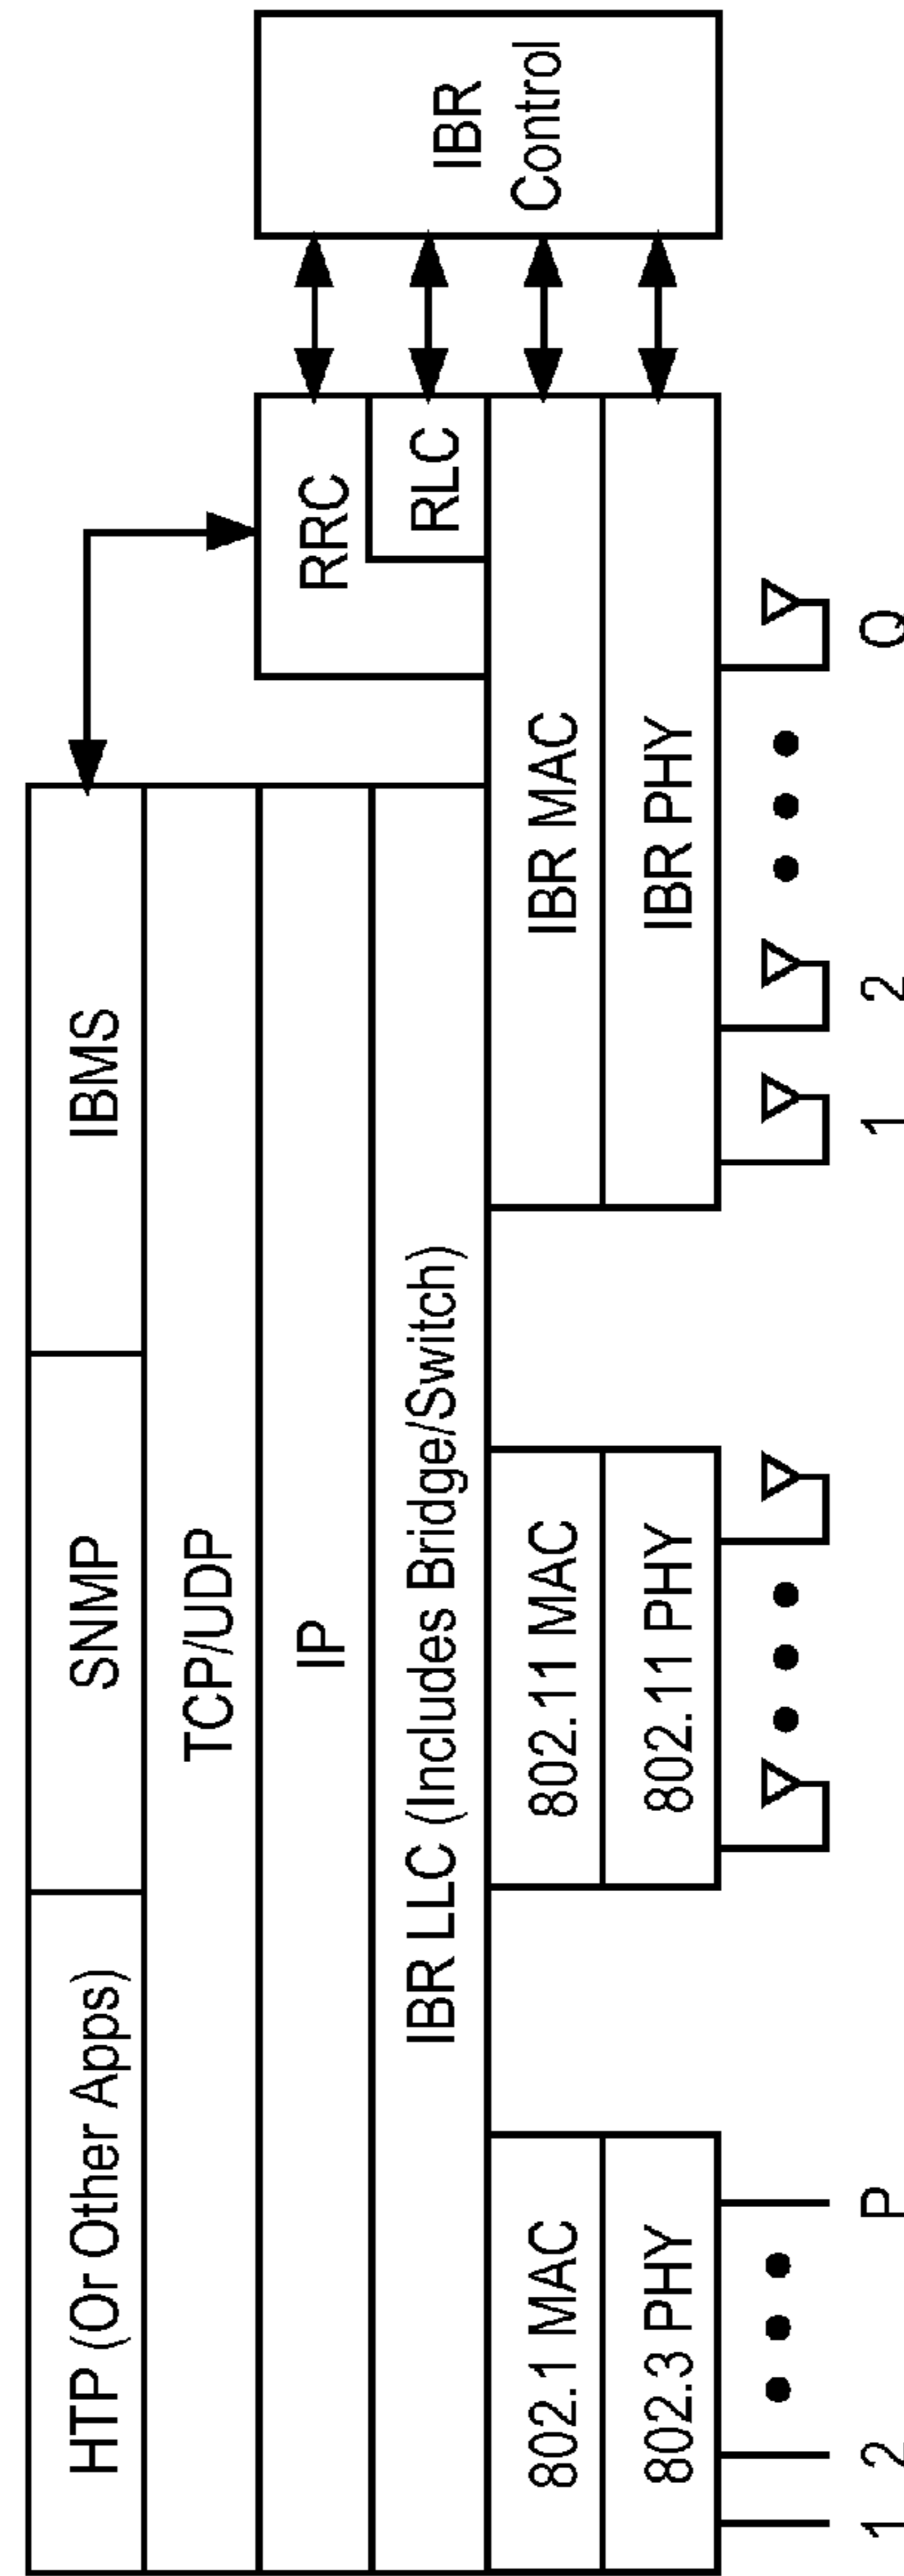 HTP (Or Other Apps)
SNMP
IBMS
TCP/UDP
IP
IBR LLC (Includes Bridge/Switch)
RRC
RLC
IBR
Control
802.1 MAC
802.11 MAC
IBR MAC
802.3 PHY
802.11 PHY
IBR PHY
1 2 P
1 2 Q